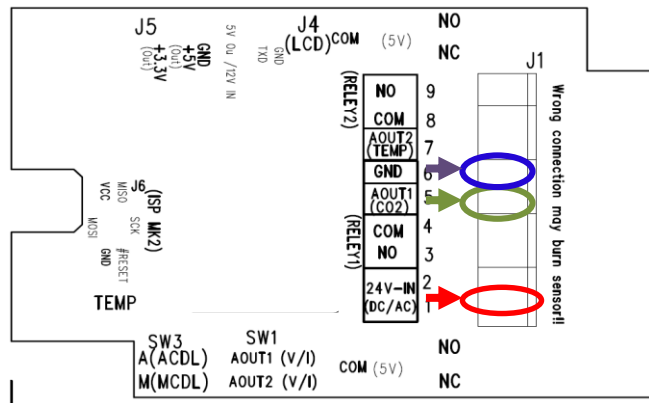 NO
J5
J4
(LCD)
COM (5V)
NC
J1
+3.3V
(Out)
+5V
(Out)
GND
5V Ou /12V IN
TXD
GND
(RELEY2)
NO 9
COM 8
AOUT2
(TEMP) 7
GND 6
AOUT1
(CO2) 5
(RELEY1)
COM 4
NO 3
24V-IN 2
(DC/AC) 1
Wrong connection may burn sensor!!
J6
(ISP MK2)
VCC
MISO
MOSI
SCK
GND
#RESET
TEMP
SW3
A(ACDL)
M(MCDL)
SW1
AOUT1 (V/I)
AOUT2 (V/I)
COM (5V)
NO
NC